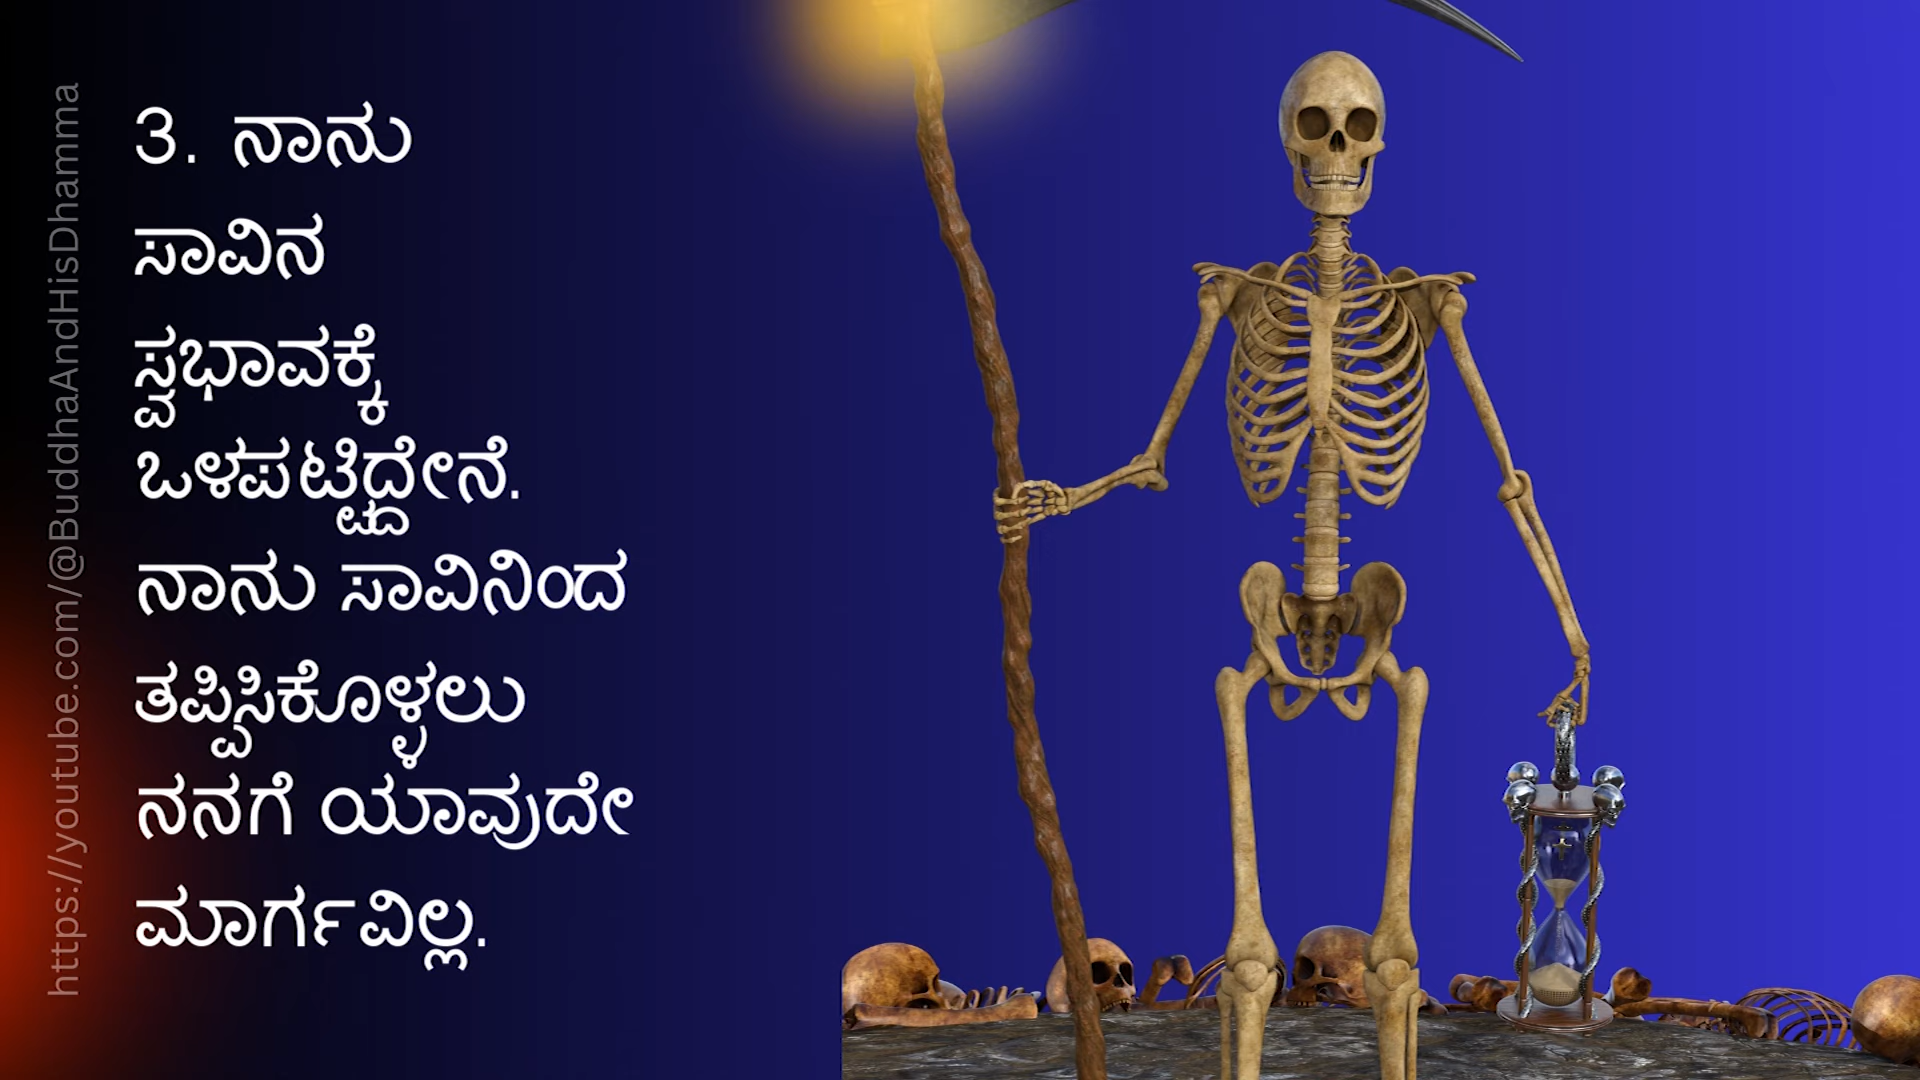 3. ನಾನು
ಸಾವಿನ
ಸ್ವಭಾವಕ್ಕೆ
ಒಳಪಟ್ಟಿದ್ದೇನೆ.
ನಾನು ಸಾವಿನಿಂದ
ತಪ್ಪಿಸಿಕೊಳ್ಳಲು
ನನಗೆ ಯಾವುದೇ
ಮಾರ್ಗವಿಲ್ಲ.
https://youtube.com/@BuddhaAndHisDhamma